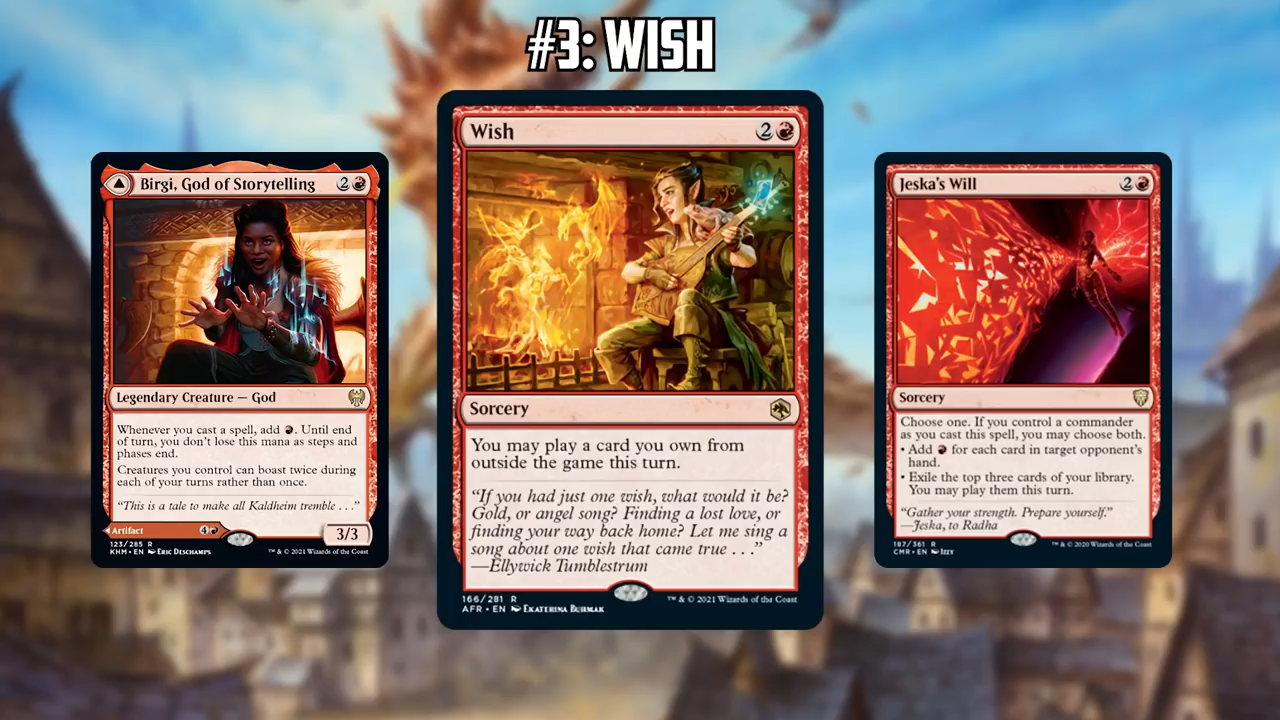 #3: WISH
Birgi, God of Storytelling 2
Legendary Creature — God
Whenever you cast a spell, add . Until end
of turn, you don't lose this mana as steps and
phases end.
Creatures you control can boast twice during
each of your turns rather than once.
"This is a tale to make all Kaldheim tremble . . ."
Artifact 4
3/3
123/285 R
KHM • EN Eric Deschamps
™ & © 2021 Wizards of the Coast
Wish 2
Sorcery
You may play a card you own from
outside the game this turn.
"If you had just one wish, what would it be?
Gold, or angel song? Finding a lost love, or
finding your way back home? Let me sing a
song about one wish that came true . . ."
—Ellywick Tumblestrum
166/281 R
AFR • EN Ekaterina Burmak
™ & © 2021 Wizards of the Coast
Jeska's Will 2
Sorcery
Choose one. If you control a commander
as you cast this spell, you may choose both.
• Add for each card in target opponent's
hand.
• Exile the top three cards of your library.
You may play them this turn.
"Gather your strength. Prepare yourself."
—Jeska, to Radha
187/361 R
CMR • EN Izzy
™ & © 2020 Wizards of the Coast